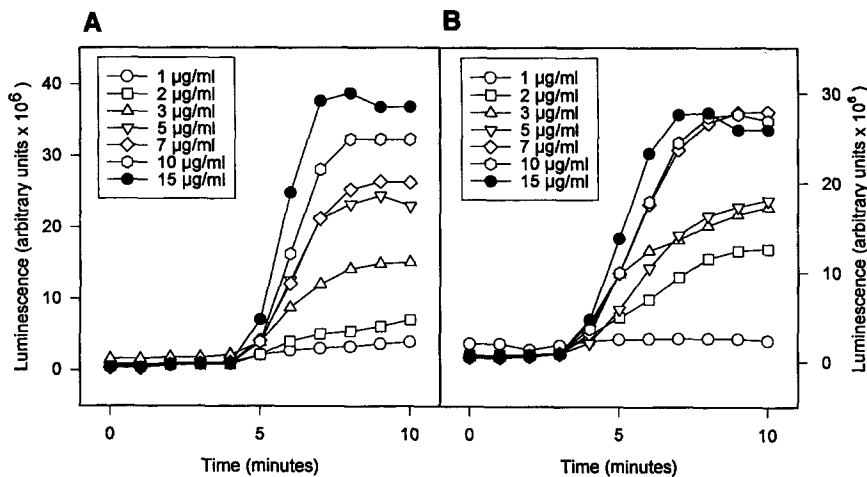 A
B
Luminescence (arbitrary units x 10⁶)
40
30
20
10
0
1 µg/ml
2 µg/ml
3 µg/ml
5 µg/ml
7 µg/ml
10 µg/ml
15 µg/ml
0
5
10
Time (minutes)
1 µg/ml
2 µg/ml
3 µg/ml
5 µg/ml
7 µg/ml
10 µg/ml
15 µg/ml
0
5
10
Time (minutes)
30
20
10
0
Luminescence (arbitrary units x 10⁶